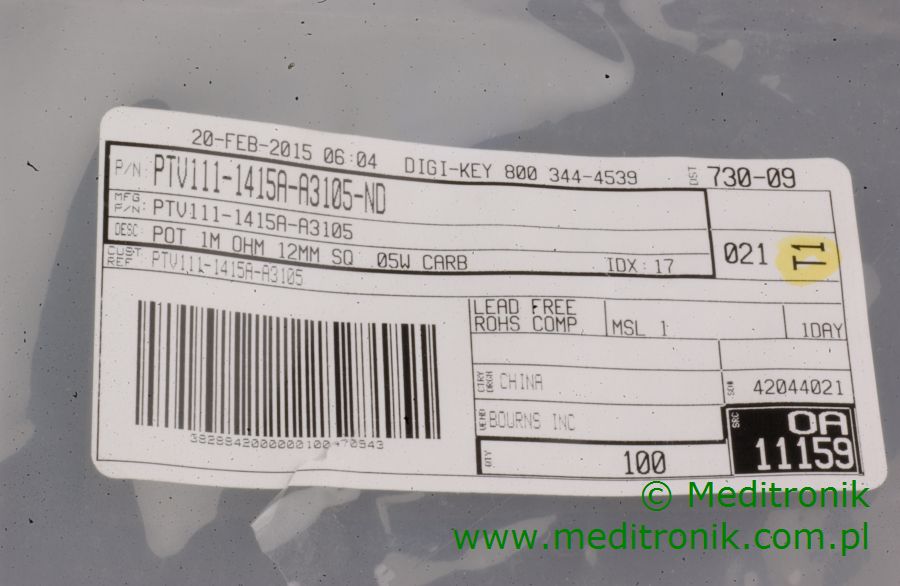 20-FEB-2015 06:04 DIGI-KEY 800 344-4539
DST 730-09
P/N: PTV111-1415A-A3105-ND
MFG P/N: PTV111-1415A-A3105
DESC: POT 1M OHM 12MM SQ .05W CARB
IDX: 17
021 T1
CUST REF: PTV111-1415A-A3105
LEAD FREE
ROHS COMP.
MSL 1
1DAY
CTRY ORGN CHINA
SO# 42044021
VEND BOURNS INC
SRC 0A
11159
QTY 100
© Meditronik
www.meditronik.com.pl